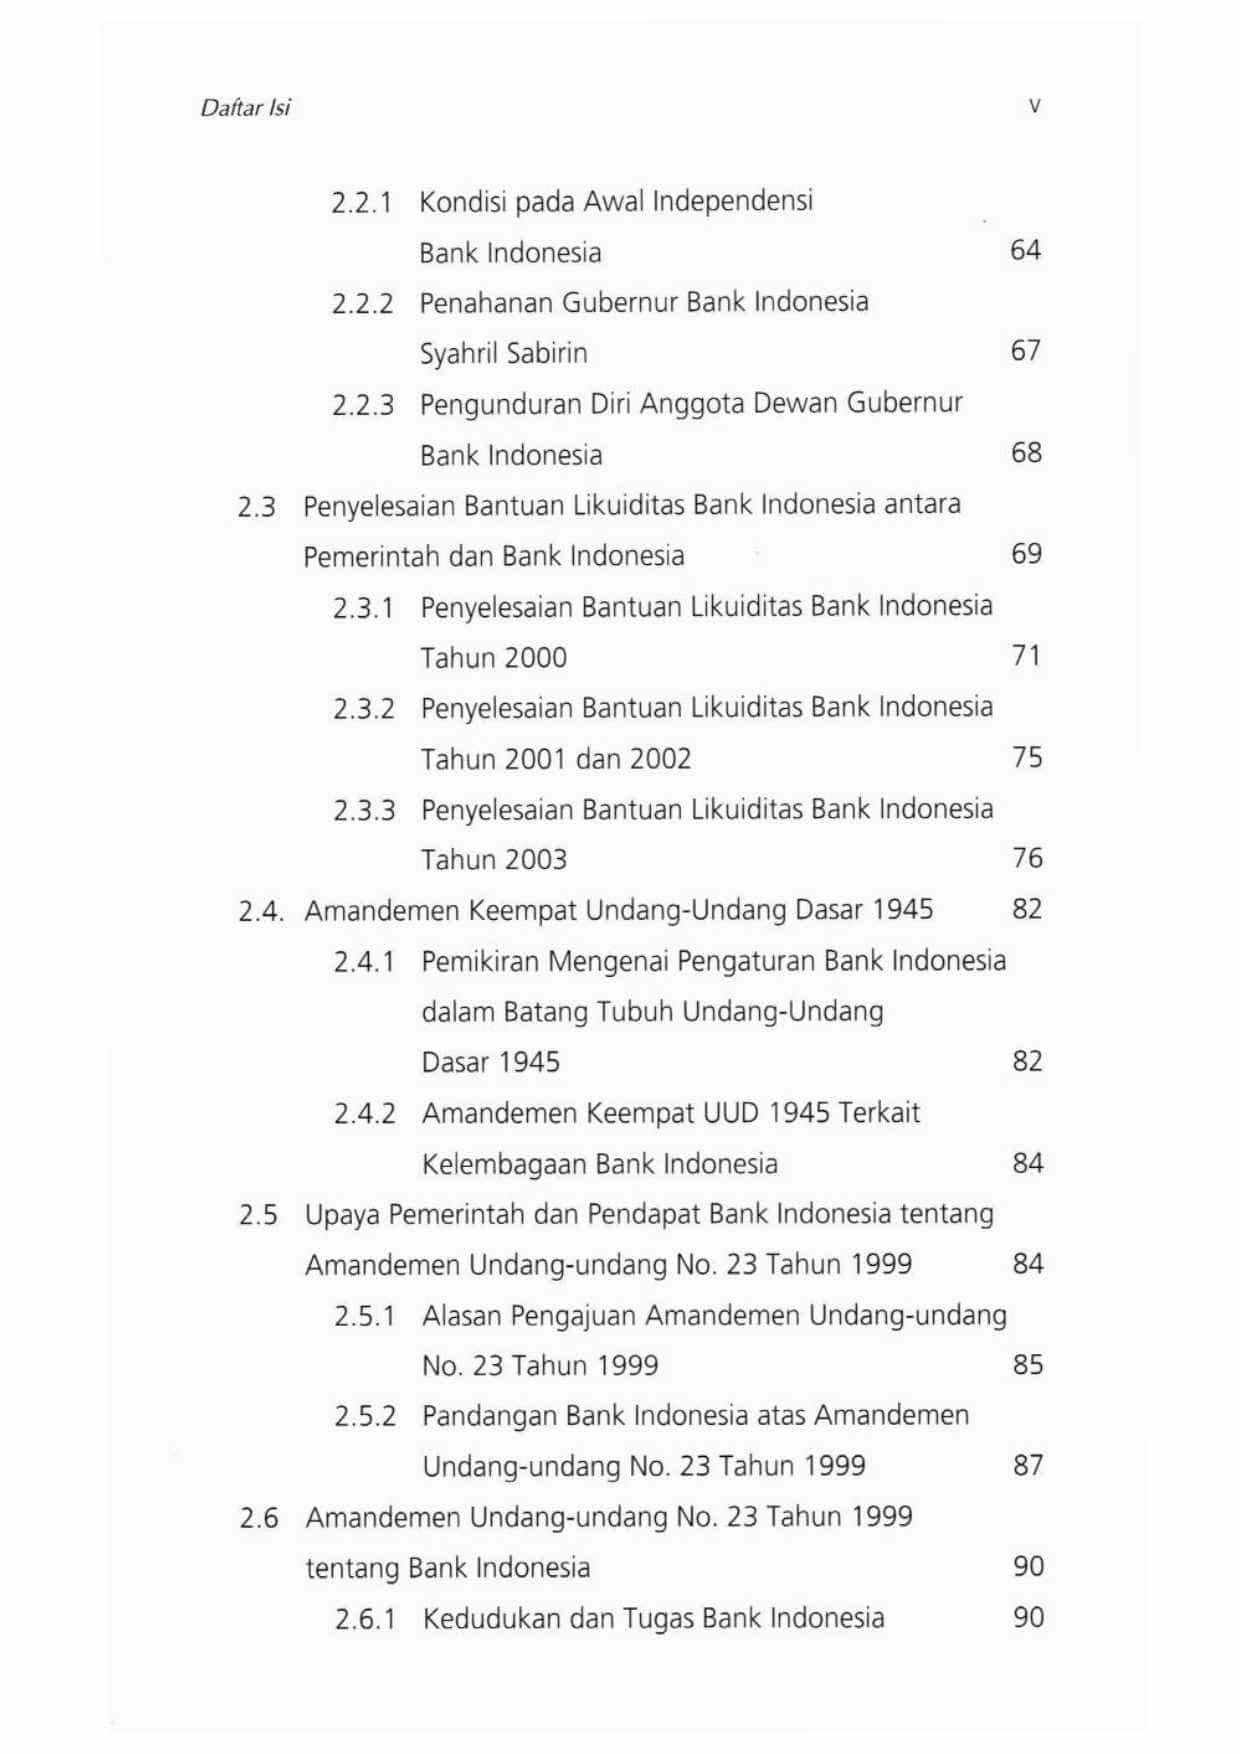 Daftar Isi V
2.2.1 Kondisi pada Awal Independensi
Bank Indonesia 64
2.2.2 Penahanan Gubernur Bank Indonesia
Syahril Sabirin 67
2.2.3 Pengunduran Diri Anggota Dewan Gubernur
Bank Indonesia 68
2.3 Penyelesaian Bantuan Likuiditas Bank Indonesia antara
Pemerintah dan Bank Indonesia 69
2.3.1 Penyelesaian Bantuan Likuiditas Bank Indonesia
Tahun 2000 71
2.3.2 Penyelesaian Bantuan Likuiditas Bank Indonesia
Tahun 2001 dan 2002 75
2.3.3 Penyelesaian Bantuan Likuiditas Bank Indonesia
Tahun 2003 76
2.4. Amandemen Keempat Undang-Undang Dasar 1945 82
2.4.1 Pemikiran Mengenai Pengaturan Bank Indonesia
dalam Batang Tubuh Undang-Undang
Dasar 1945 82
2.4.2 Amandemen Keempat UUD 1945 Terkait
Kelembagaan Bank Indonesia 84
2.5 Upaya Pemerintah dan Pendapat Bank Indonesia tentang
Amandemen Undang-undang No. 23 Tahun 1999 84
2.5.1 Alasan Pengajuan Amandemen Undang-undang
No. 23 Tahun 1999 85
2.5.2 Pandangan Bank Indonesia atas Amandemen
Undang-undang No. 23 Tahun 1999 87
2.6 Amandemen Undang-undang No. 23 Tahun 1999
tentang Bank Indonesia 90
2.6.1 Kedudukan dan Tugas Bank Indonesia 90